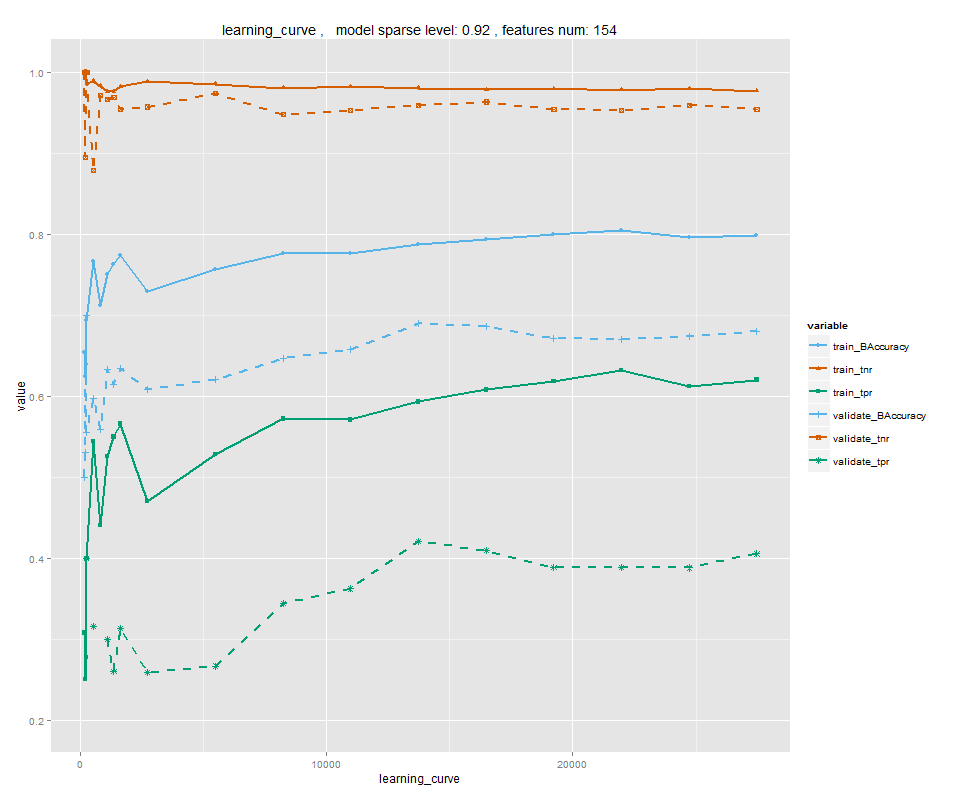 learning_curve ,   model sparse level: 0.92 , features num: 154
1.0
0.8
0.6
0.4
0.2
value
0
10000
20000
learning_curve
variable
train_BAccuracy
train_tnr
train_tpr
validate_BAccuracy
validate_tnr
validate_tpr